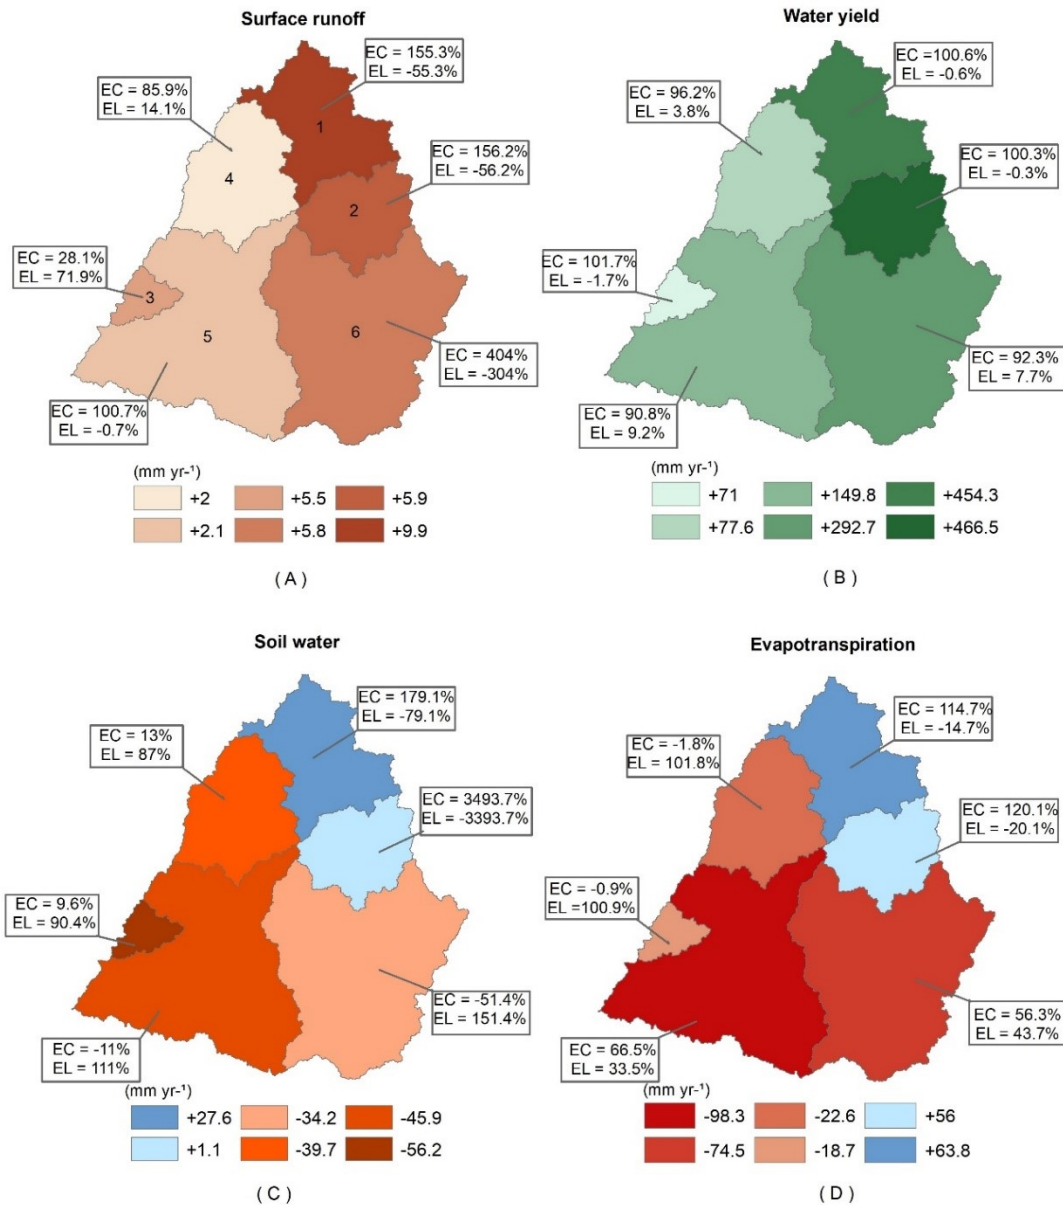 Surface runoff
EC = 155.3%
EL = -55.3%
EC = 85.9%
EL = 14.1%
1
EC = 156.2%
EL = -56.2%
4
2
EC = 28.1%
EL = 71.9%
3
5
6
EC = 404%
EL = -304%
EC = 100.7%
EL = -0.7%
(mm yr-¹)
+2 +5.5 +5.9
+2.1 +5.8 +9.9
( A )
Water yield
EC = 100.6%
EL = -0.6%
EC = 96.2%
EL = 3.8%
EC = 100.3%
EL = -0.3%
EC = 101.7%
EL = -1.7%
EC = 92.3%
EL = 7.7%
EC = 90.8%
EL = 9.2%
(mm yr-¹)
+71 +149.8 +454.3
+77.6 +292.7 +466.5
( B )
Soil water
EC = 179.1%
EL = -79.1%
EC = 13%
EL = 87%
EC = 3493.7%
EL = -3393.7%
EC = 9.6%
EL = 90.4%
EC = -51.4%
EL = 151.4%
EC = -11%
EL = 111%
(mm yr-¹)
+27.6 -34.2 -45.9
+1.1 -39.7 -56.2
( C )
Evapotranspiration
EC = 114.7%
EL = -14.7%
EC = -1.8%
EL = 101.8%
EC = 120.1%
EL = -20.1%
EC = -0.9%
EL =100.9%
EC = 56.3%
EL = 43.7%
EC = 66.5%
EL = 33.5%
(mm yr-¹)
-98.3 -22.6 +56
-74.5 -18.7 +63.8
( D )